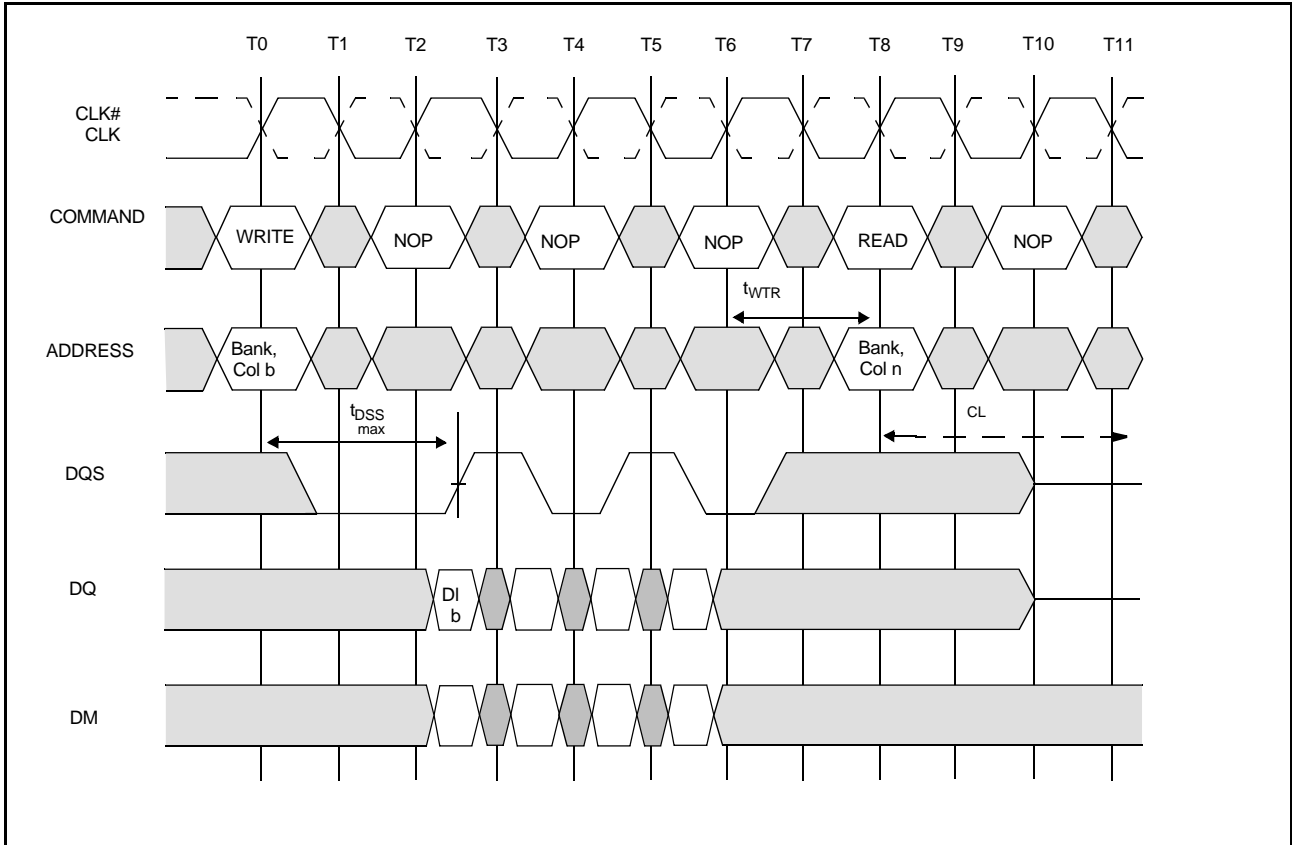 T0 T1 T2 T3 T4 T5 T6 T7 T8 T9 T10 T11
CLK#
CLK
COMMAND WRITE NOP NOP NOP READ NOP
tWTR
ADDRESS Bank, Col b Bank, Col n
tDSS max
CL
DQS
DQ DI b
DM